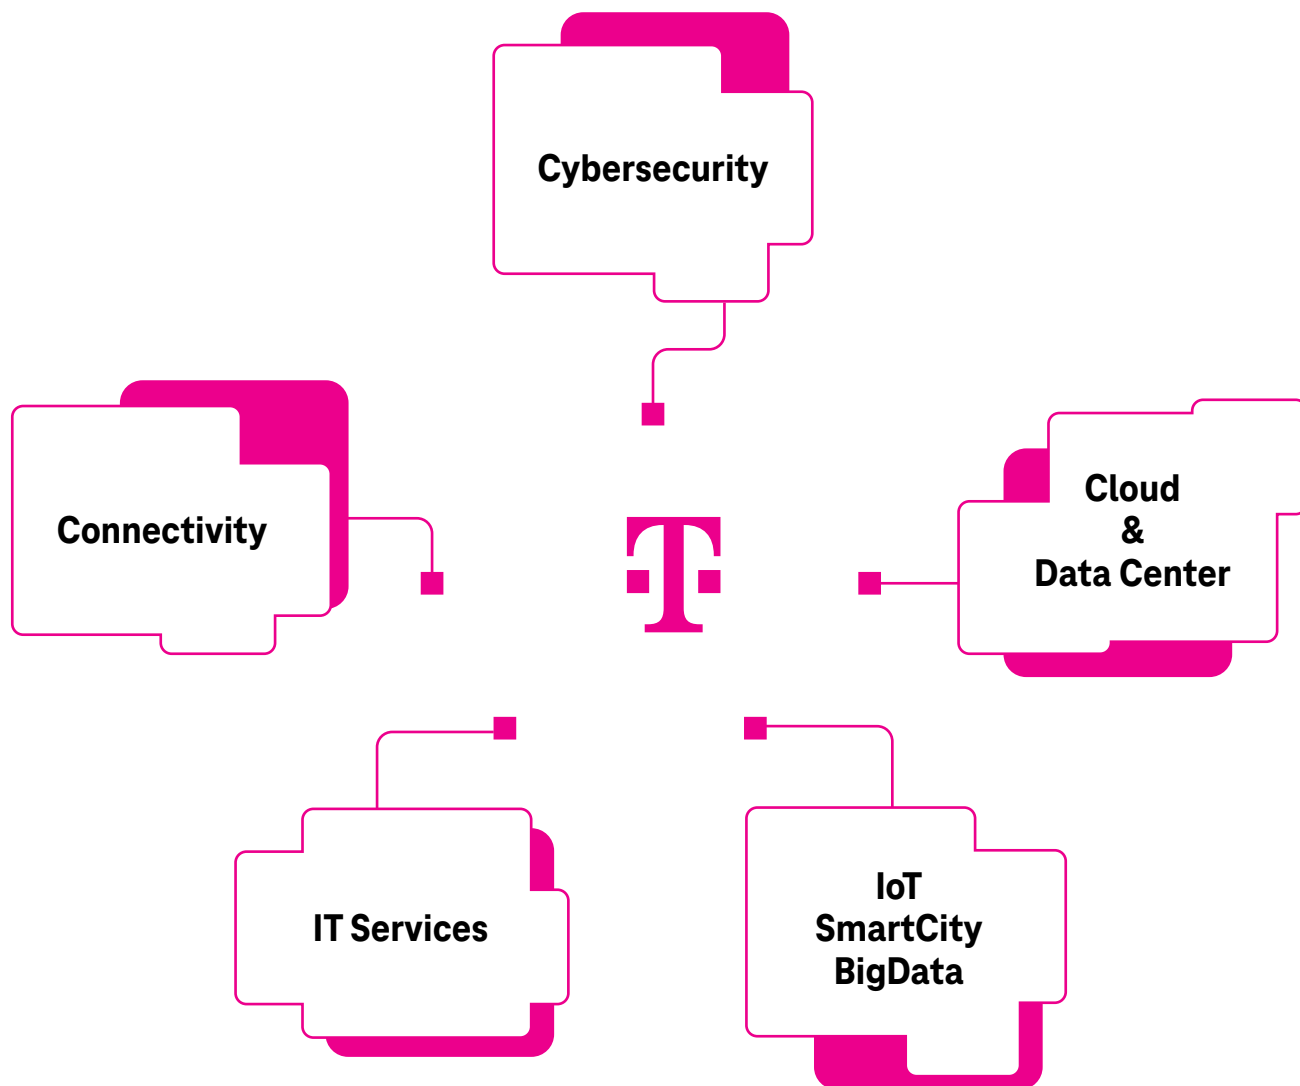 Cybersecurity
Connectivity
T
Cloud
&
Data Center
IT Services
IoT
SmartCity
BigData